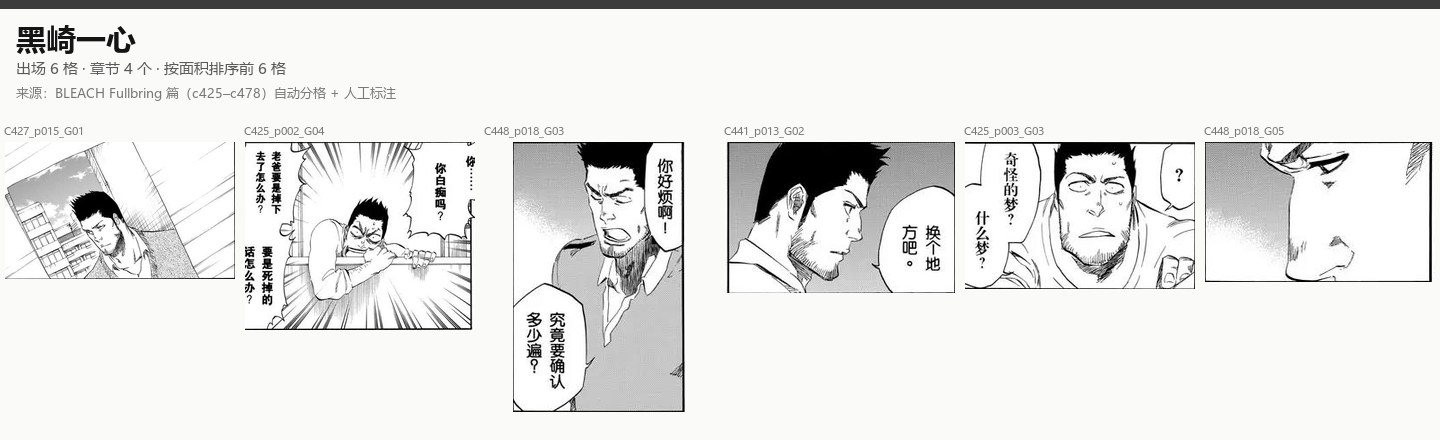 黑崎一心
出场 6 格 · 章节 4 个 · 按面积排序前 6 格
来源：BLEACH Fullbring 篇（c425–c478）自动分格 + 人工标注
C427_p015_G01
C425_p002_G04
你……
你白痴吗？
老爸要是掉下
去了怎么办？
要是死掉的
话怎么办？
C448_p018_G03
你好烦啊！
究竟要确认
多少遍？
C441_p013_G02
换个地
方吧。
C425_p003_G03
？
奇怪的梦？
什么梦？
C448_p018_G05